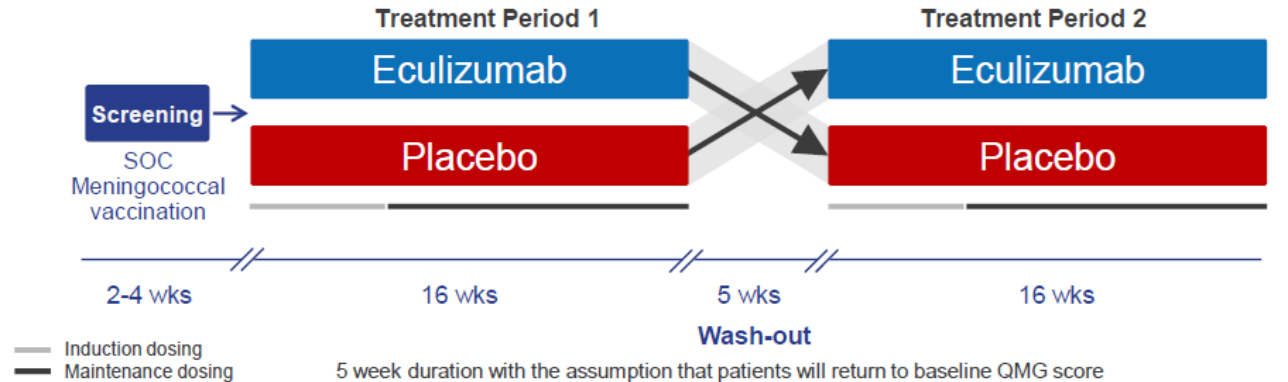 Treatment Period 1
Treatment Period 2
Eculizumab
Eculizumab
Screening
Placebo
Placebo
SOC
Meningococcal
vaccination
2-4 wks
16 wks
5 wks
16 wks
Wash-out
Induction dosing
Maintenance dosing
5 week duration with the assumption that patients will return to baseline QMG score